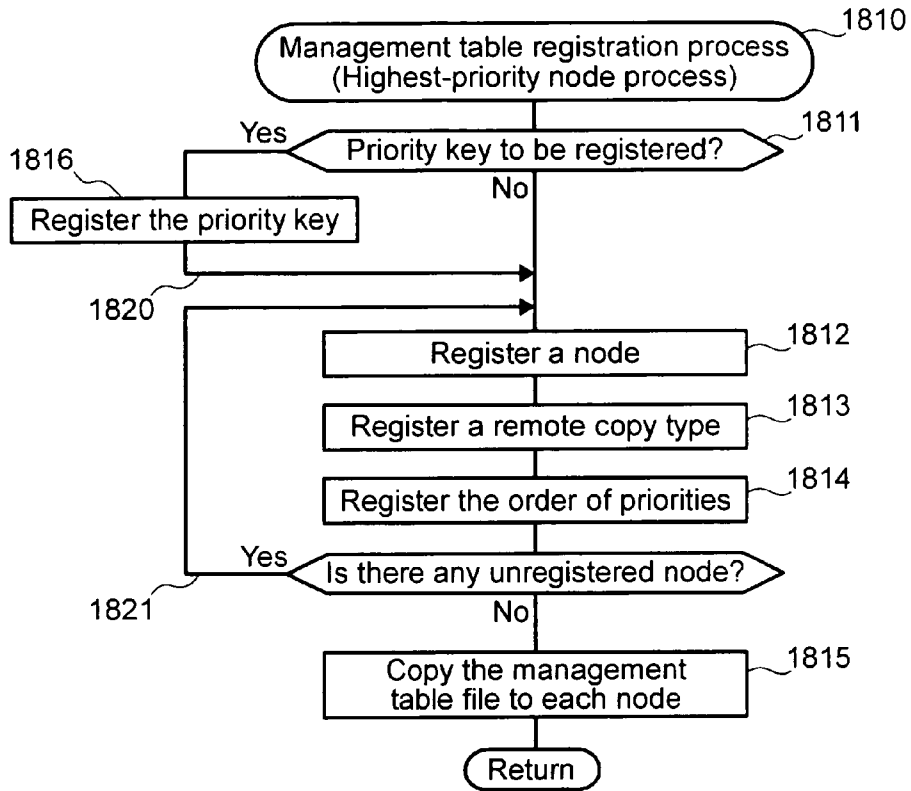 1810
Management table registration process
(Highest-priority node process)
Yes
1811
1816
Priority key to be registered?
No
Register the priority key
1820
1812
Register a node
1813
Register a remote copy type
1814
Register the order of priorities
Yes
Is there any unregistered node?
1821
No
1815
Copy the management
table file to each node
Return